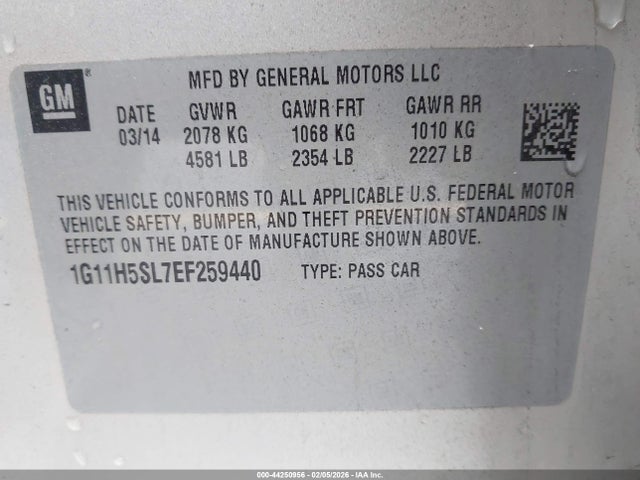 GM ®
MFD BY GENERAL MOTORS LLC
DATE GVWR GAWR FRT GAWR RR
03/14 2078 KG 1068 KG 1010 KG
4581 LB 2354 LB 2227 LB
THIS VEHICLE CONFORMS TO ALL APPLICABLE U.S. FEDERAL MOTOR
VEHICLE SAFETY, BUMPER, AND THEFT PREVENTION STANDARDS IN
EFFECT ON THE DATE OF MANUFACTURE SHOWN ABOVE.
1G11H5SL7EF259440 TYPE: PASS CAR
000-44250956 - 02/05/2026 - IAA Inc.